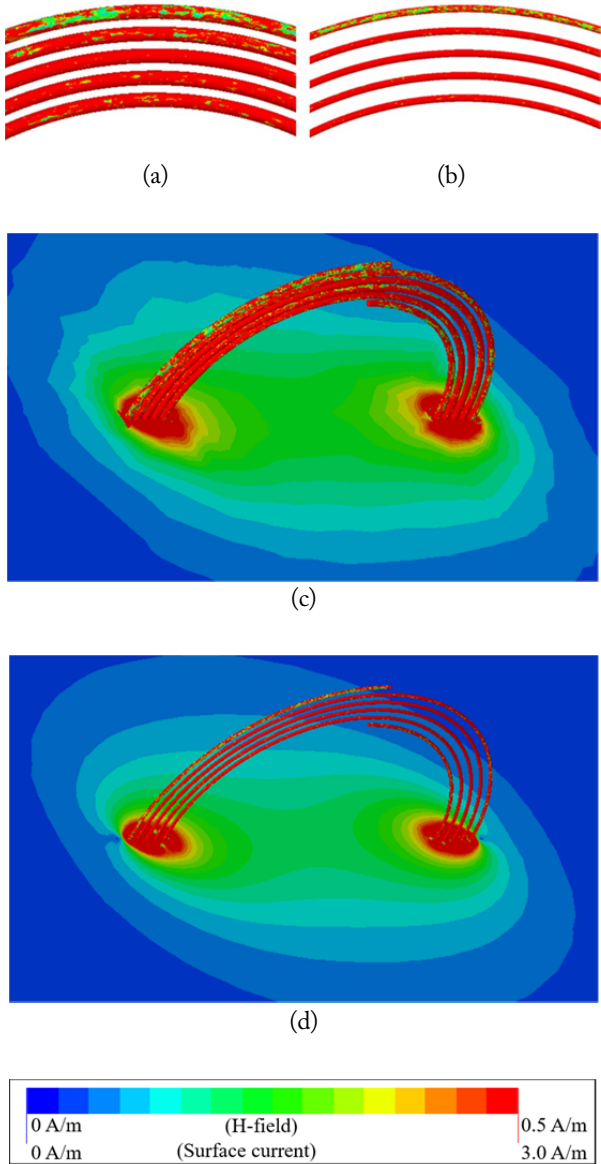 (a)
(b)
(c)
(d)
0 A/m (H-field) 0.5 A/m
0 A/m (Surface current) 3.0 A/m